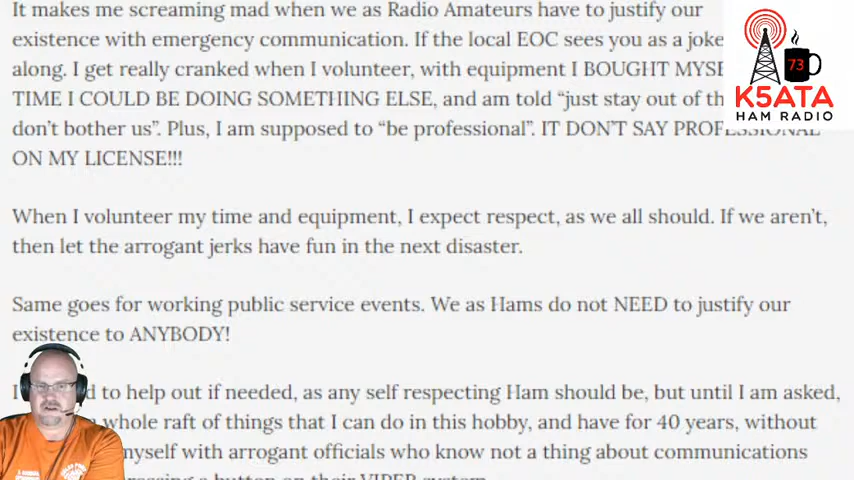 It makes me screaming mad when we as Radio Amateurs have to justify our
existence with emergency communication. If the local EOC sees you as a joke
along. I get really cranked when I volunteer, with equipment I BOUGHT
TIME I COULD BE DOING SOMETHING ELSE, and am told “just stay out of
don’t bother us”. Plus, I am supposed to “be professional”. IT DON’T SAY PROFESSIONAL
ON MY LICENSE!!!
When I volunteer my time and equipment, I expect respect, as we all should. If we aren’t,
then let the arrogant jerks have fun in the next disaster.
Same goes for working public service events. We as Hams do not NEED to justify our
existence to ANYBODY!
to help out if needed, as any self respecting Ham should be, but until I am asked,
whole raft of things that I can do in this hobby, and have for 40 years, without
myself with arrogant officials who know not a thing about communications
a button on their VIPER system
73
K5ATA
HAM RADIO